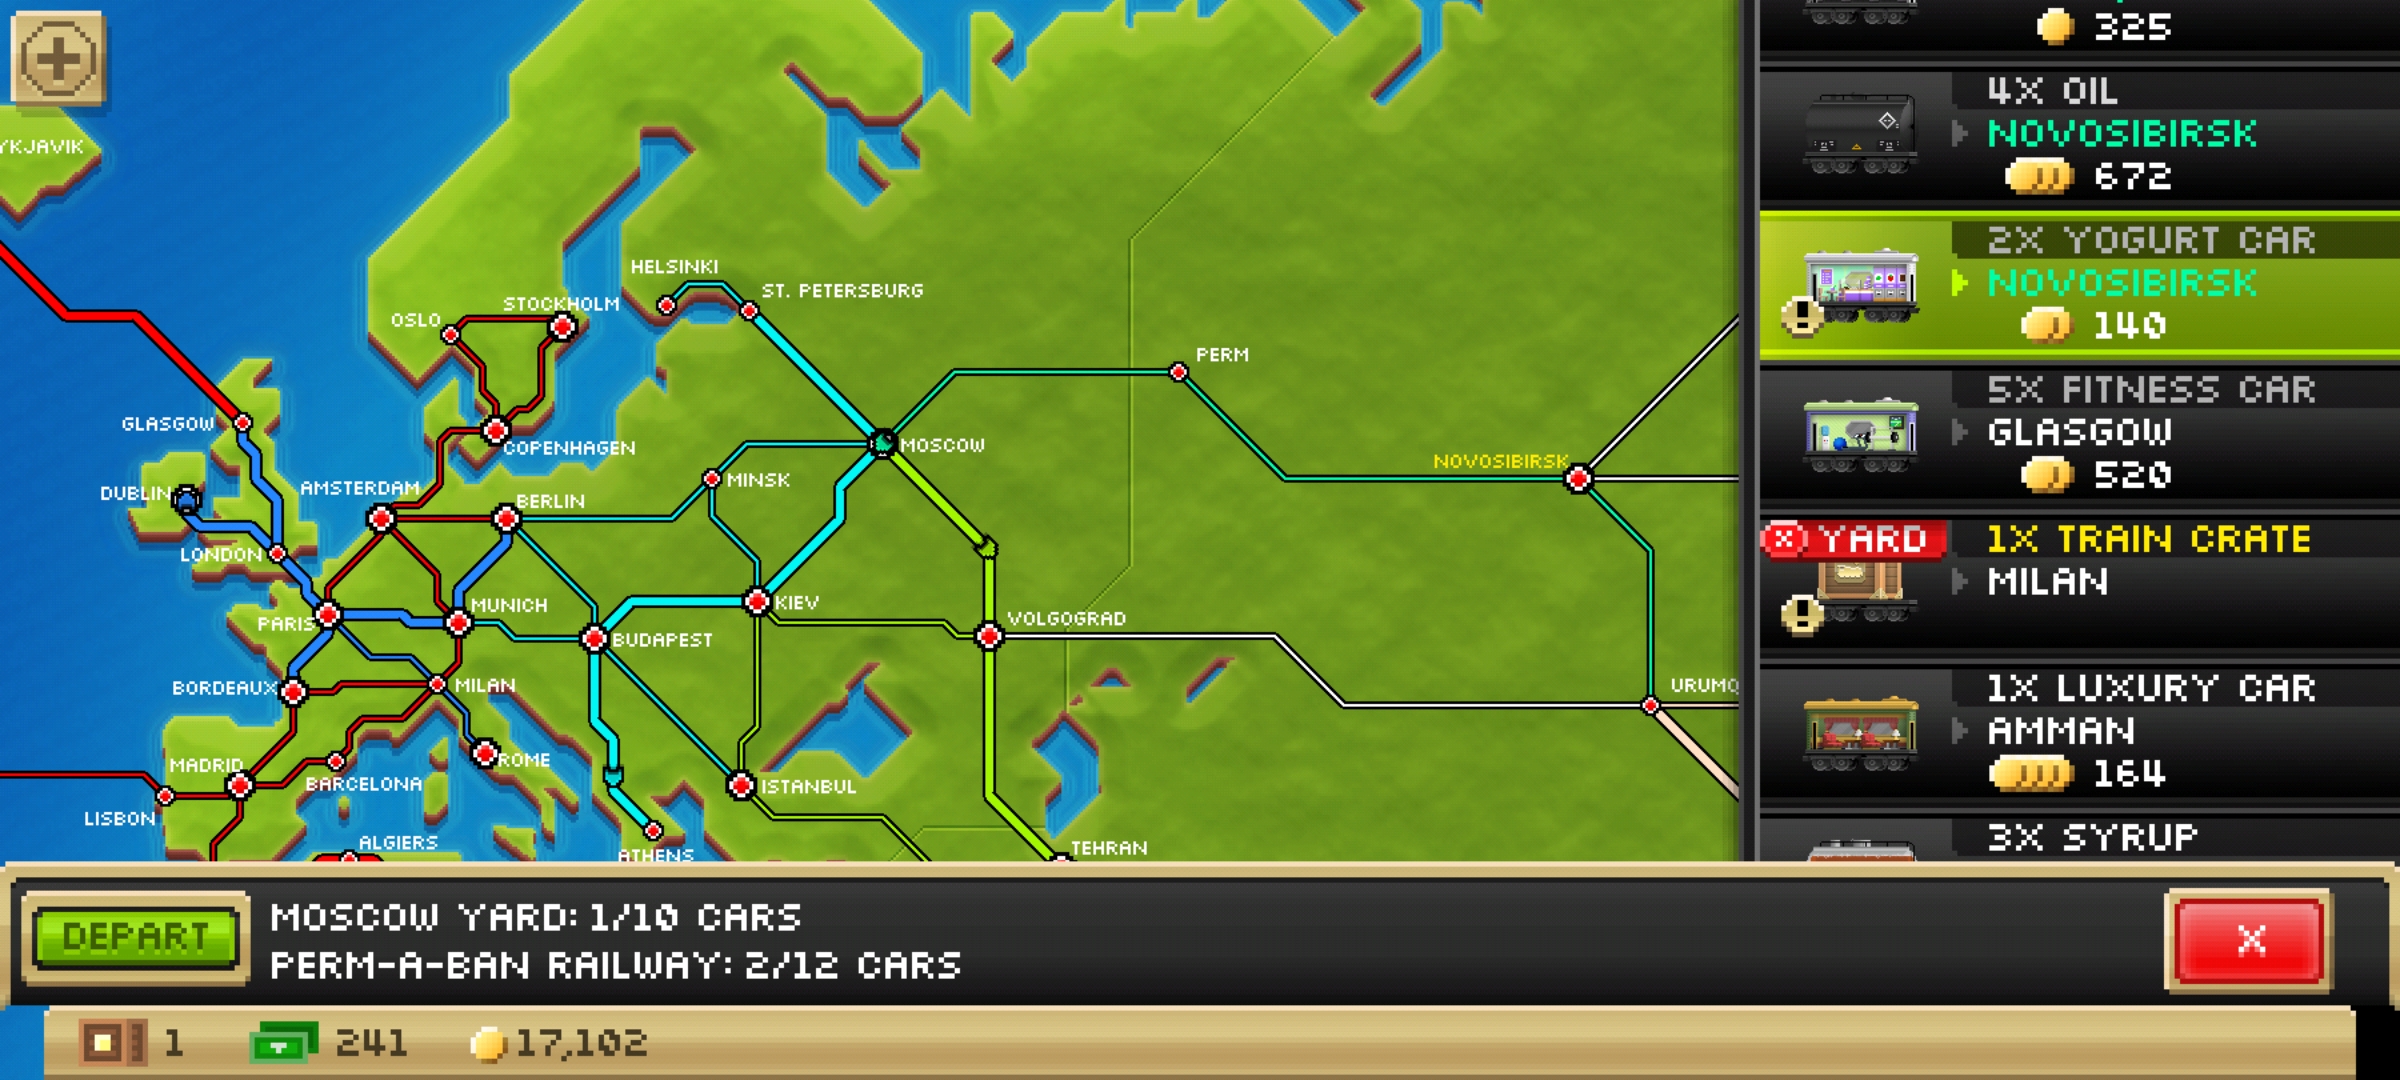 YKJAVIK
HELSINKI
ST. PETERSBURG
STOCKHOLM
OSLO
PERM
GLASGOW
COPENHAGEN
MOSCOW
NOVOSIBIRSK
MINSK
DUBLIN
AMSTERDAM
BERLIN
LONDON
MUNICH
KIEV
PARIS
VOLGOGRAD
BUDAPEST
BORDEAUX
MILAN
URUMQ
MADRID
ROME
BARCELONA
ISTANBUL
LISBON
ALGIERS
ATHENS
TEHRAN
325
4X OIL
NOVOSIBIRSK
672
2X YOGURT CAR
NOVOSIBIRSK
140
5X FITNESS CAR
GLASGOW
520
X YARD
1X TRAIN CRATE
MILAN
1X LUXURY CAR
AMMAN
164
3X SYRUP
DEPART
MOSCOW YARD: 1/10 CARS
PERM-A-BAN RAILWAY: 2/12 CARS
X
1
241
17,102